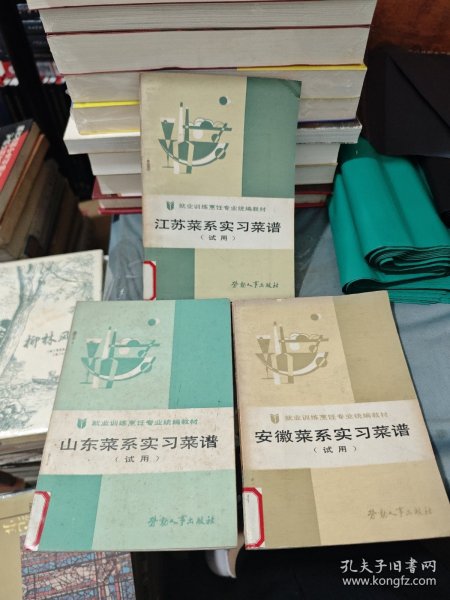 就业训练烹饪专业统编教材
江苏菜系实习菜谱
（试用）
劳动人事出版社
柳林风
就业训练烹饪专业统编教材
山东菜系实习菜谱
（试用）
劳动人事出版社
就业训练烹饪专业统编教材
安徽菜系实习菜谱
（试用）
劳动人事出版社
孔夫子旧书网
www.kongfz.com